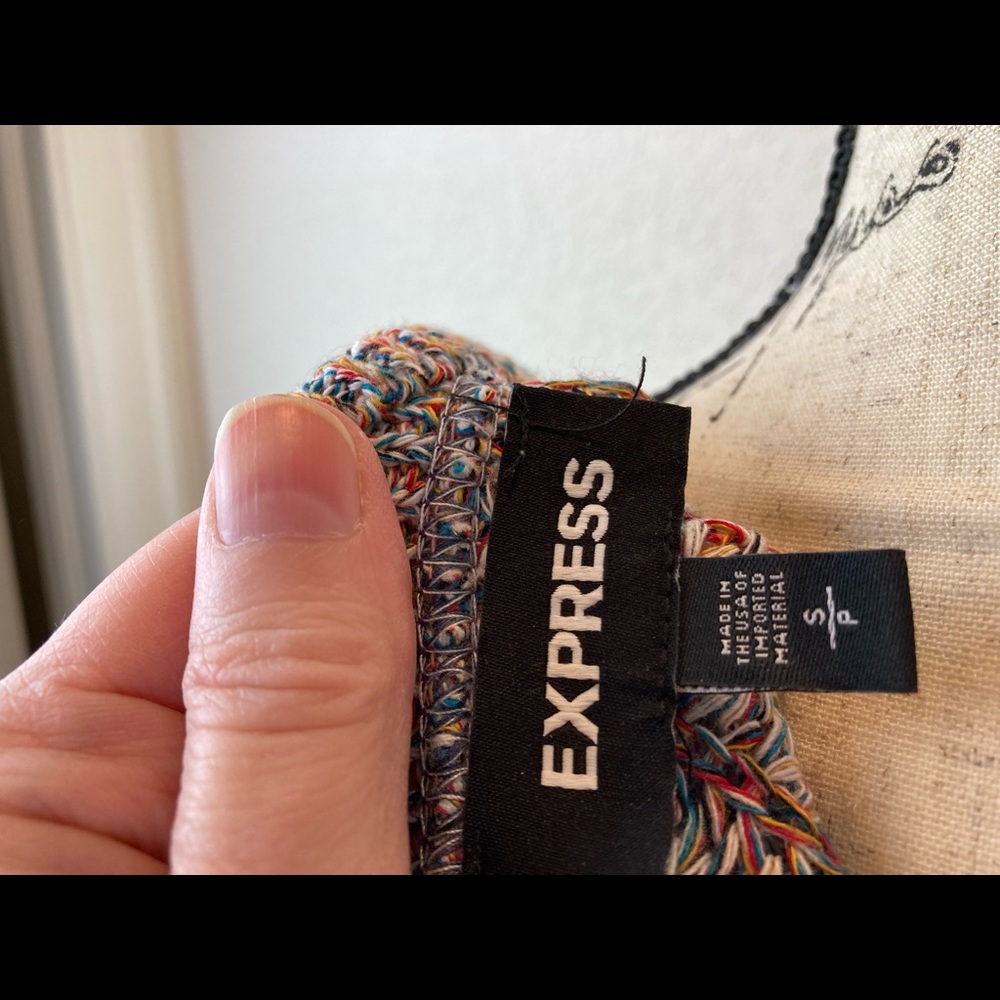 EXPRESS
MADE IN
THE USA OF
IMPORTED
MATERIAL
S
P